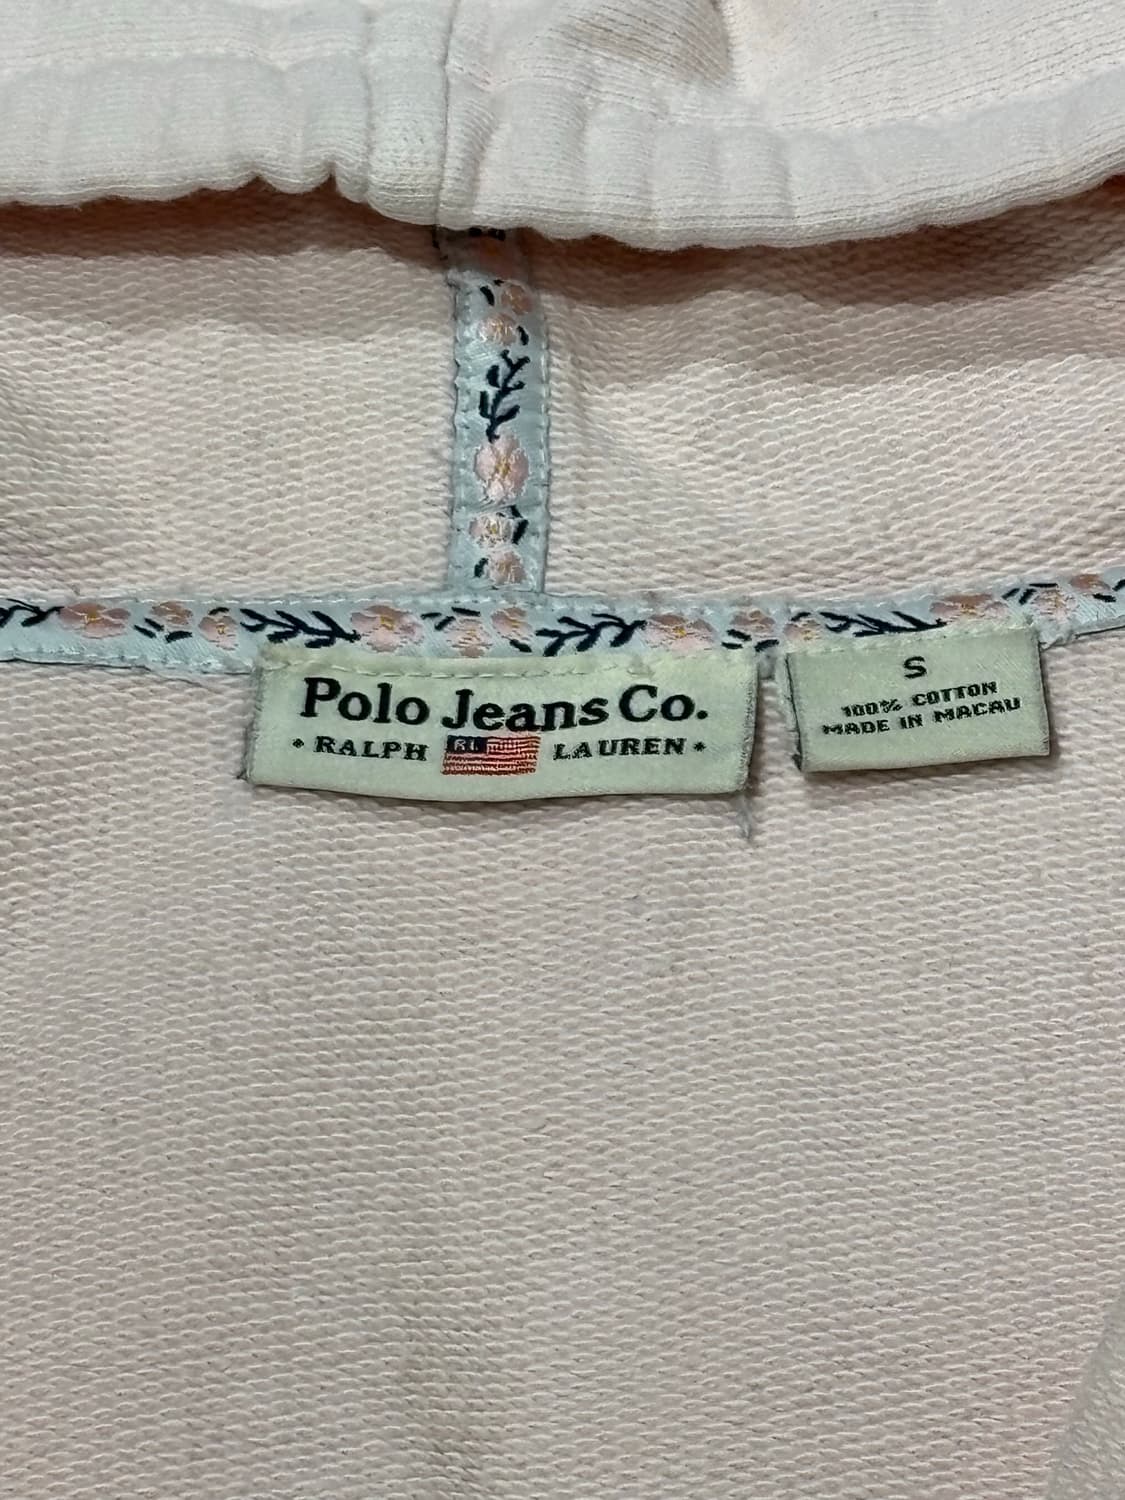 Polo Jeans Co.
• RALPH RL LAUREN •
S
100% COTTON
MADE IN MACAU